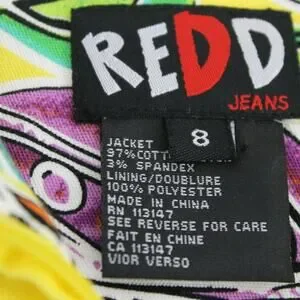 REDD
JEANS
8
JACKET
97% COTT
3% SPANDEX
LINING/DOUBLURE
100% POLYESTER
MADE IN CHINA
RN 113147
SEE REVERSE FOR CARE
FAIT EN CHINE
CA 113147
VIOR VERSO